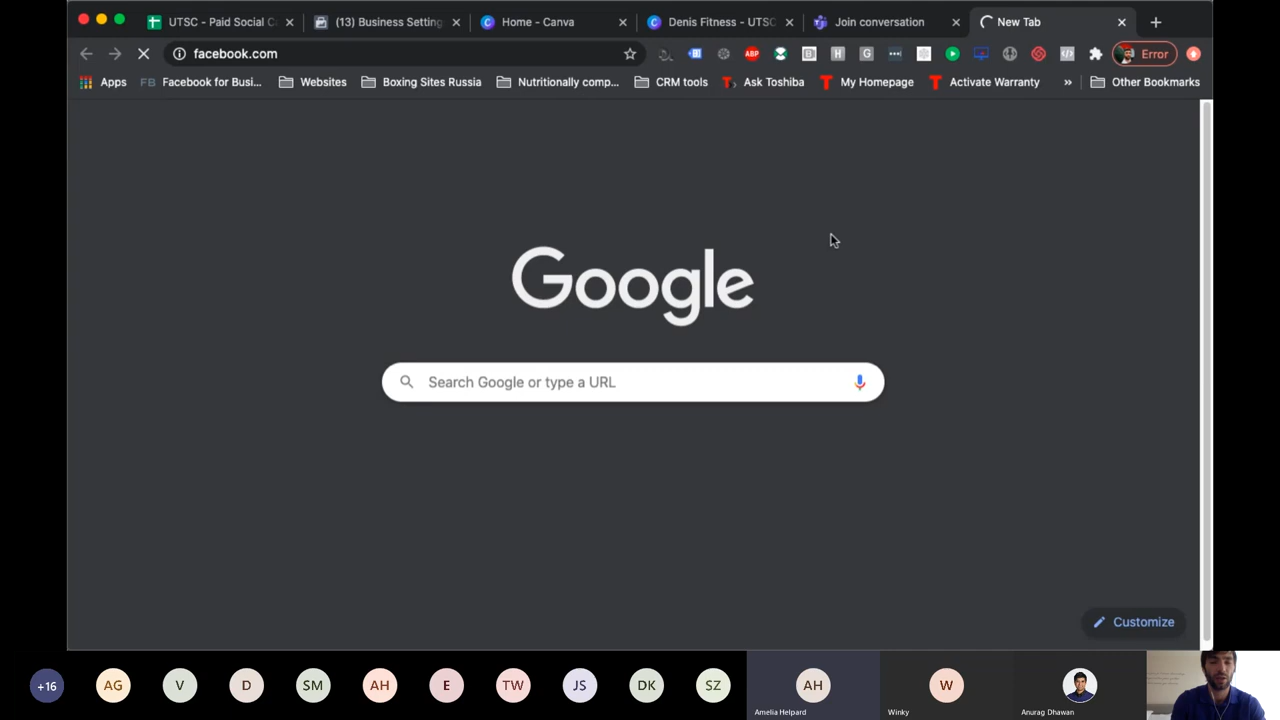 UTSC - Paid Social C
(13) Business Setting
Home - Canva
Denis Fitness - UTSC
Join conversation
New Tab
facebook.com
ABP
H
G
Error
Apps
FB Facebook for Busi...
Websites
Boxing Sites Russia
Nutritionally comp...
CRM tools
Ask Toshiba
My Homepage
Activate Warranty
»
Other Bookmarks
Google
Search Google or type a URL
Customize
+16
AG
V
D
SM
AH
E
TW
JS
DK
SZ
AH
Amelia Helpard
W
Winky
Anurag Dhawan